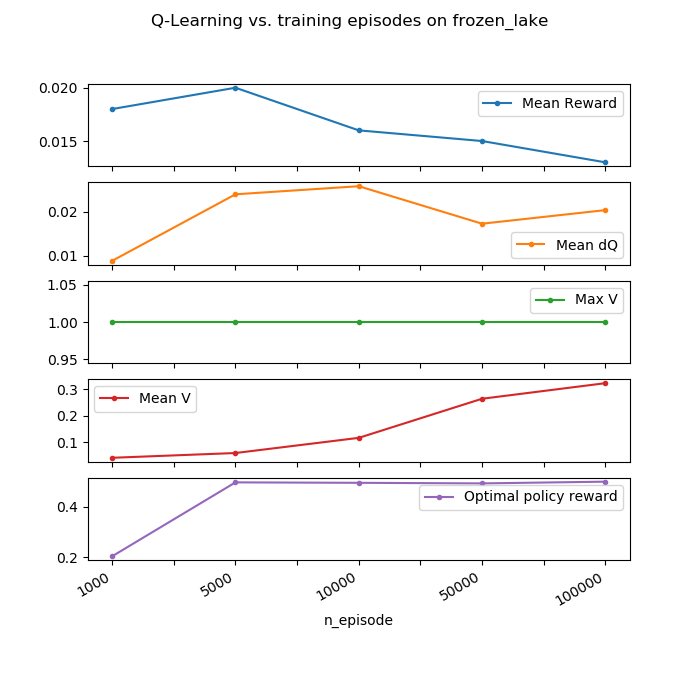 Q-Learning vs. training episodes on frozen_lake
0.020
0.015
Mean Reward
0.02
0.01
Mean dQ
1.05
1.00
0.95
Max V
0.3
0.2
0.1
Mean V
0.4
0.2
Optimal policy reward
1000
5000
10000
50000
100000
n_episode